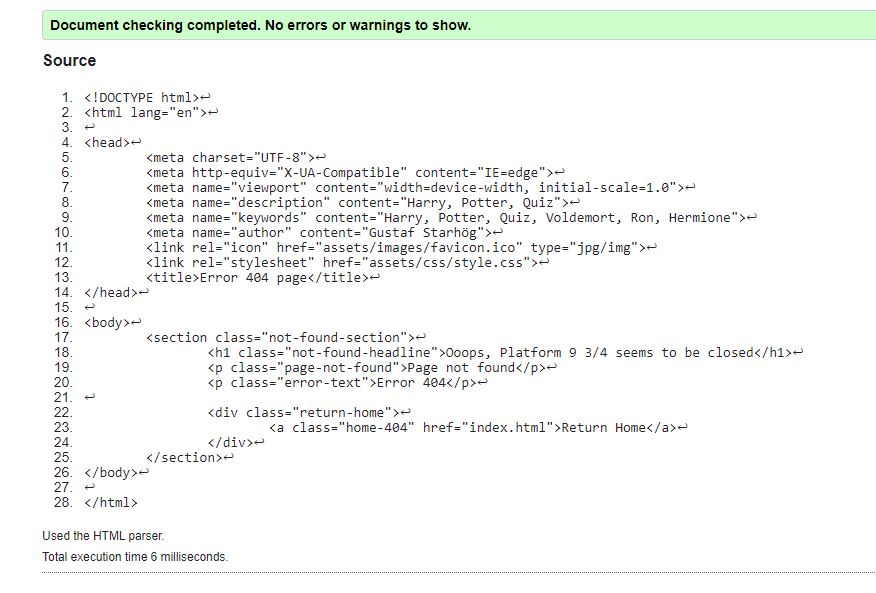 Document checking completed. No errors or warnings to show.
Source
1. <!DOCTYPE html>↩
2. <html lang="en">↩
3. ↩
4. <head>↩
5. <meta charset="UTF-8">↩
6. <meta http-equiv="X-UA-Compatible" content="IE=edge">↩
7. <meta name="viewport" content="width=device-width, initial-scale=1.0">↩
8. <meta name="description" content="Harry, Potter, Quiz">↩
9. <meta name="keywords" content="Harry, Potter, Quiz, Voldemort, Ron, Hermione">↩
10. <meta name="author" content="Gustaf Starhög">↩
11. <link rel="icon" href="assets/images/favicon.ico" type="jpg/img">↩
12. <link rel="stylesheet" href="assets/css/style.css">↩
13. <title>Error 404 page</title>↩
14. </head>↩
15. ↩
16. <body>↩
17. <section class="not-found-section">↩
18. <h1 class="not-found-headline">Ooops, Platform 9 3/4 seems to be closed</h1>↩
19. <p class="page-not-found">Page not found</p>↩
20. <p class="error-text">Error 404</p>↩
21. ↩
22. <div class="return-home">↩
23. <a class="home-404" href="index.html">Return Home</a>↩
24. </div>↩
25. </section>↩
26. </body>↩
27. ↩
28. </html>
Used the HTML parser.
Total execution time 6 milliseconds.